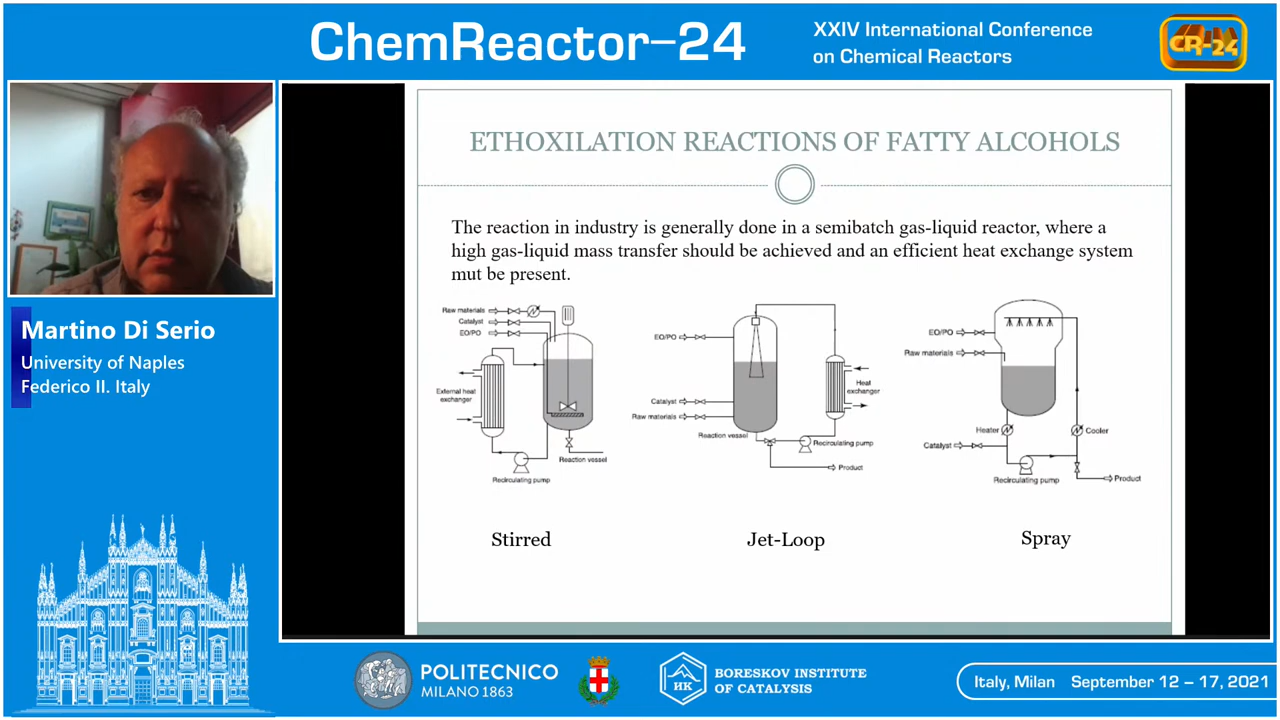 ChemReactor-24
XXIV International Conference
on Chemical Reactors
CR-24
Martino Di Serio
University of Naples
Federico II. Italy
ETHOXILATION REACTIONS OF FATTY ALCOHOLS
The reaction in industry is generally done in a semibatch gas-liquid reactor, where a
high gas-liquid mass transfer should be achieved and an efficient heat exchange system
mut be present.
Raw materials
Catalyst
EO/PO
External heat
exchanger
Reaction vessel
Recirculating pump
Stirred
EO/PO
Catalyst
Raw materials
Reaction vessel
Heat
exchanger
Recirculating pump
Product
Jet-Loop
EO/PO
Raw materials
Heater
Cooler
Catalyst
Recirculating pump
Product
Spray
POLITECNICO
MILANO 1863
HK
BORESKOV INSTITUTE
OF CATALYSIS
Italy, Milan September 12 – 17, 2021